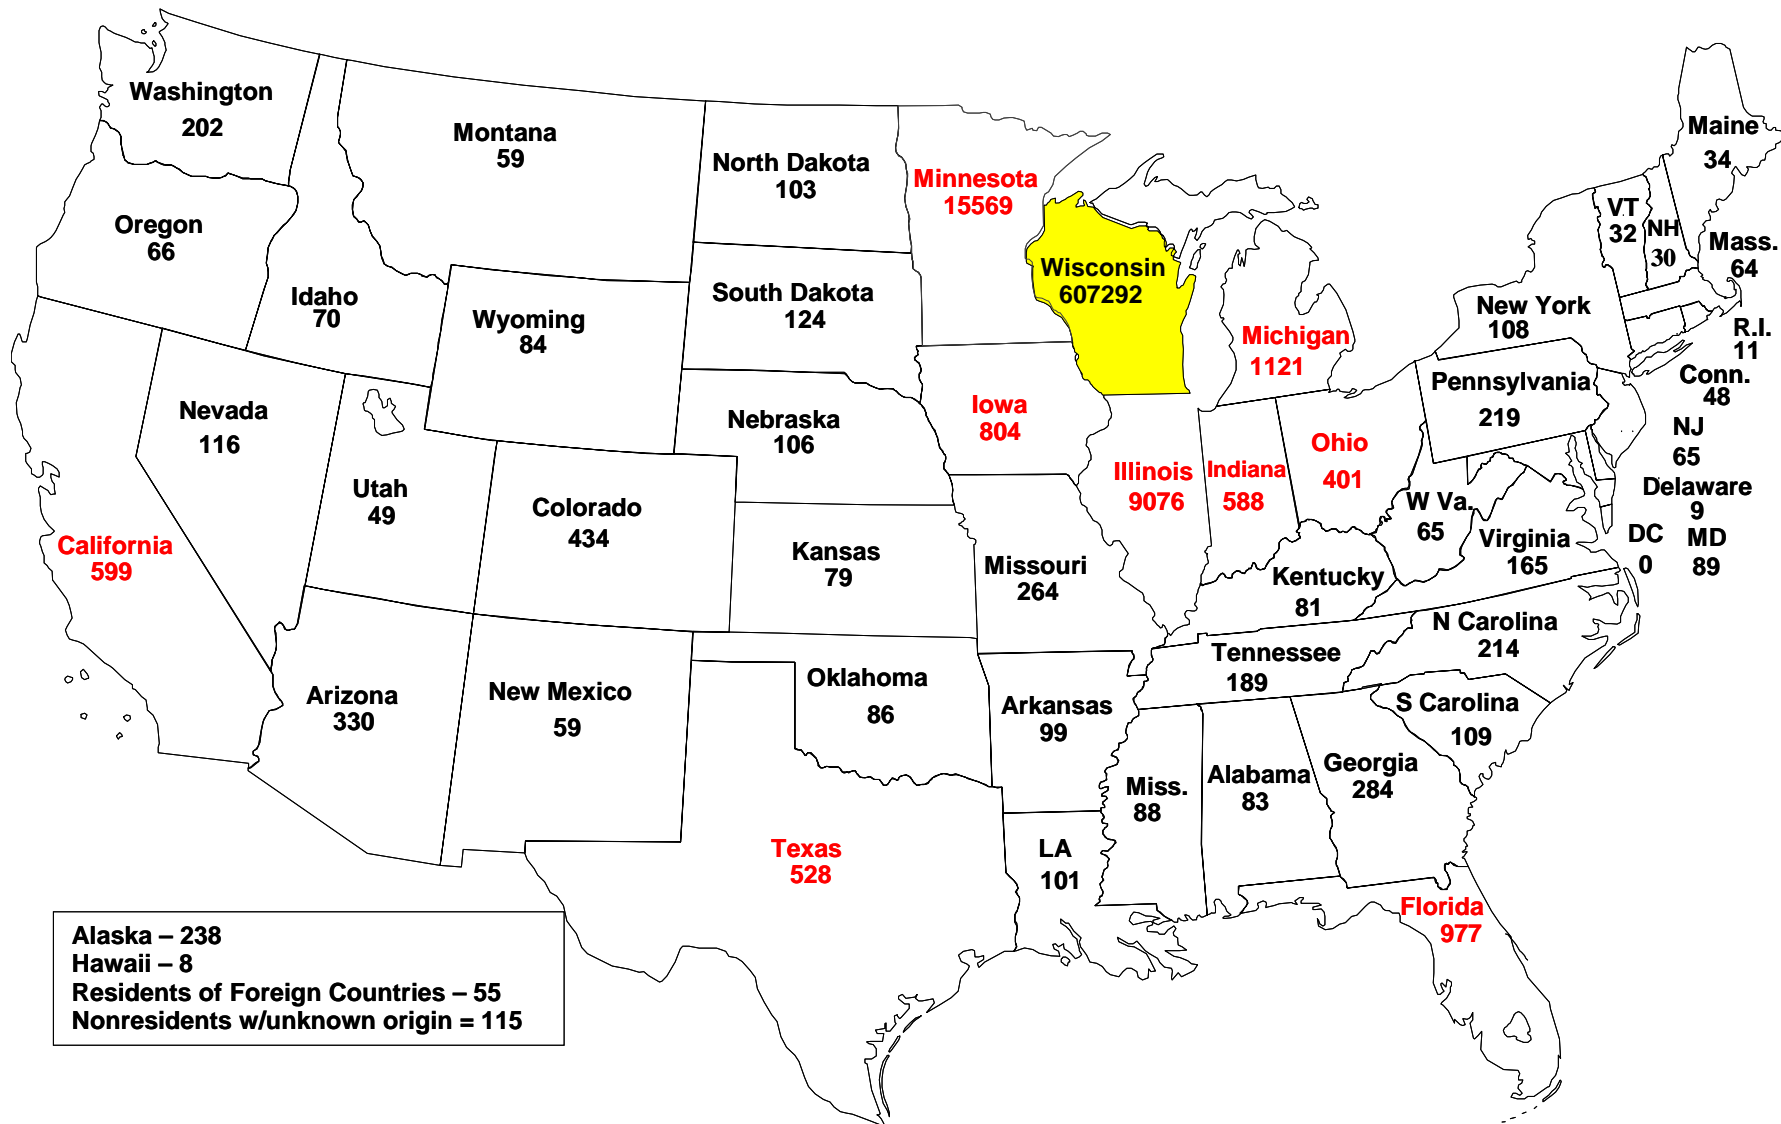 Washington
202
Oregon
66
California
599
Nevada
116
Idaho
70
Montana
59
Wyoming
84
Utah
49
Colorado
434
Arizona
330
New Mexico
59
North Dakota
103
South Dakota
124
Nebraska
106
Kansas
79
Oklahoma
86
Texas
528
Minnesota
15569
Iowa
804
Missouri
264
Arkansas
99
LA
101
Wisconsin
607292
Illinois
9076
Michigan
1121
Indiana
588
Ohio
401
Kentucky
81
Tennessee
189
Miss.
88
Alabama
83
Georgia
284
Florida
977
S Carolina
109
N Carolina
214
Virginia
165
W Va.
65
Pennsylvania
219
New York
108
VT
32
NH
30
Maine
34
Mass.
64
R.I.
11
Conn.
48
NJ
65
Delaware
9
DC
0
MD
89
Alaska – 238
Hawaii – 8
Residents of Foreign Countries – 55
Nonresidents w/unknown origin = 115